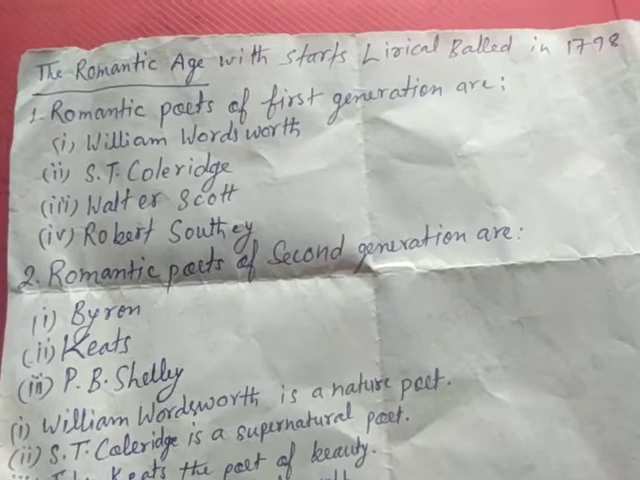 The Romantic Age with starts Lirical Balled in 1798
1. Romantic poets of first generation are:
(i) William Wordsworth
(ii) S.T. Coleridge
(iii) Walter Scott
(iv) Robert Southey
2. Romantic poets of Second generation are:
(i) Byron
(ii) Keats
(iii) P.B. Shelly
(i) William Wordsworth is a nature poet.
(ii) S.T. Coleridge is a supernatural poet.
Keats the poet of beauty.